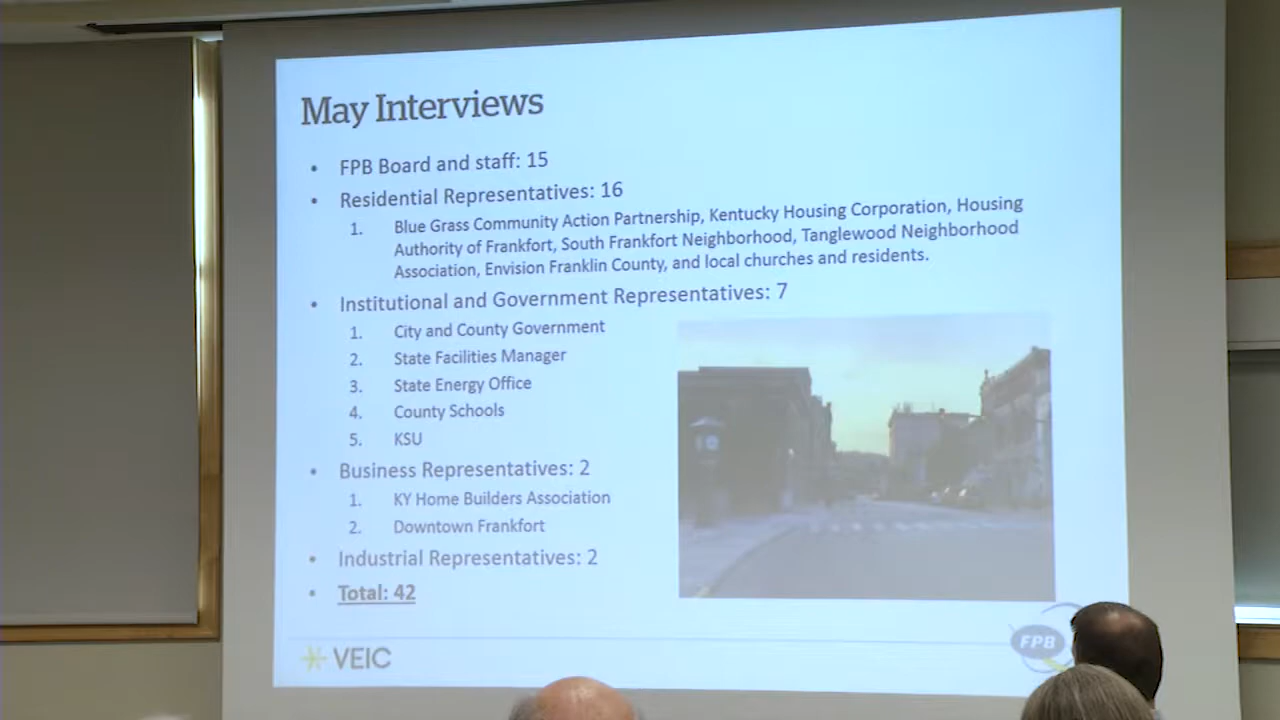 May Interviews
• FPB Board and staff: 15
• Residential Representatives: 16
1. Blue Grass Community Action Partnership, Kentucky Housing Corporation, Housing
Authority of Frankfort, South Frankfort Neighborhood, Tanglewood Neighborhood
Association, Envision Franklin County, and local churches and residents.
• Institutional and Government Representatives: 7
1. City and County Government
2. State Facilities Manager
3. State Energy Office
4. County Schools
5. KSU
• Business Representatives: 2
1. KY Home Builders Association
2. Downtown Frankfort
• Industrial Representatives: 2
• Total: 42
VEIC
FPB